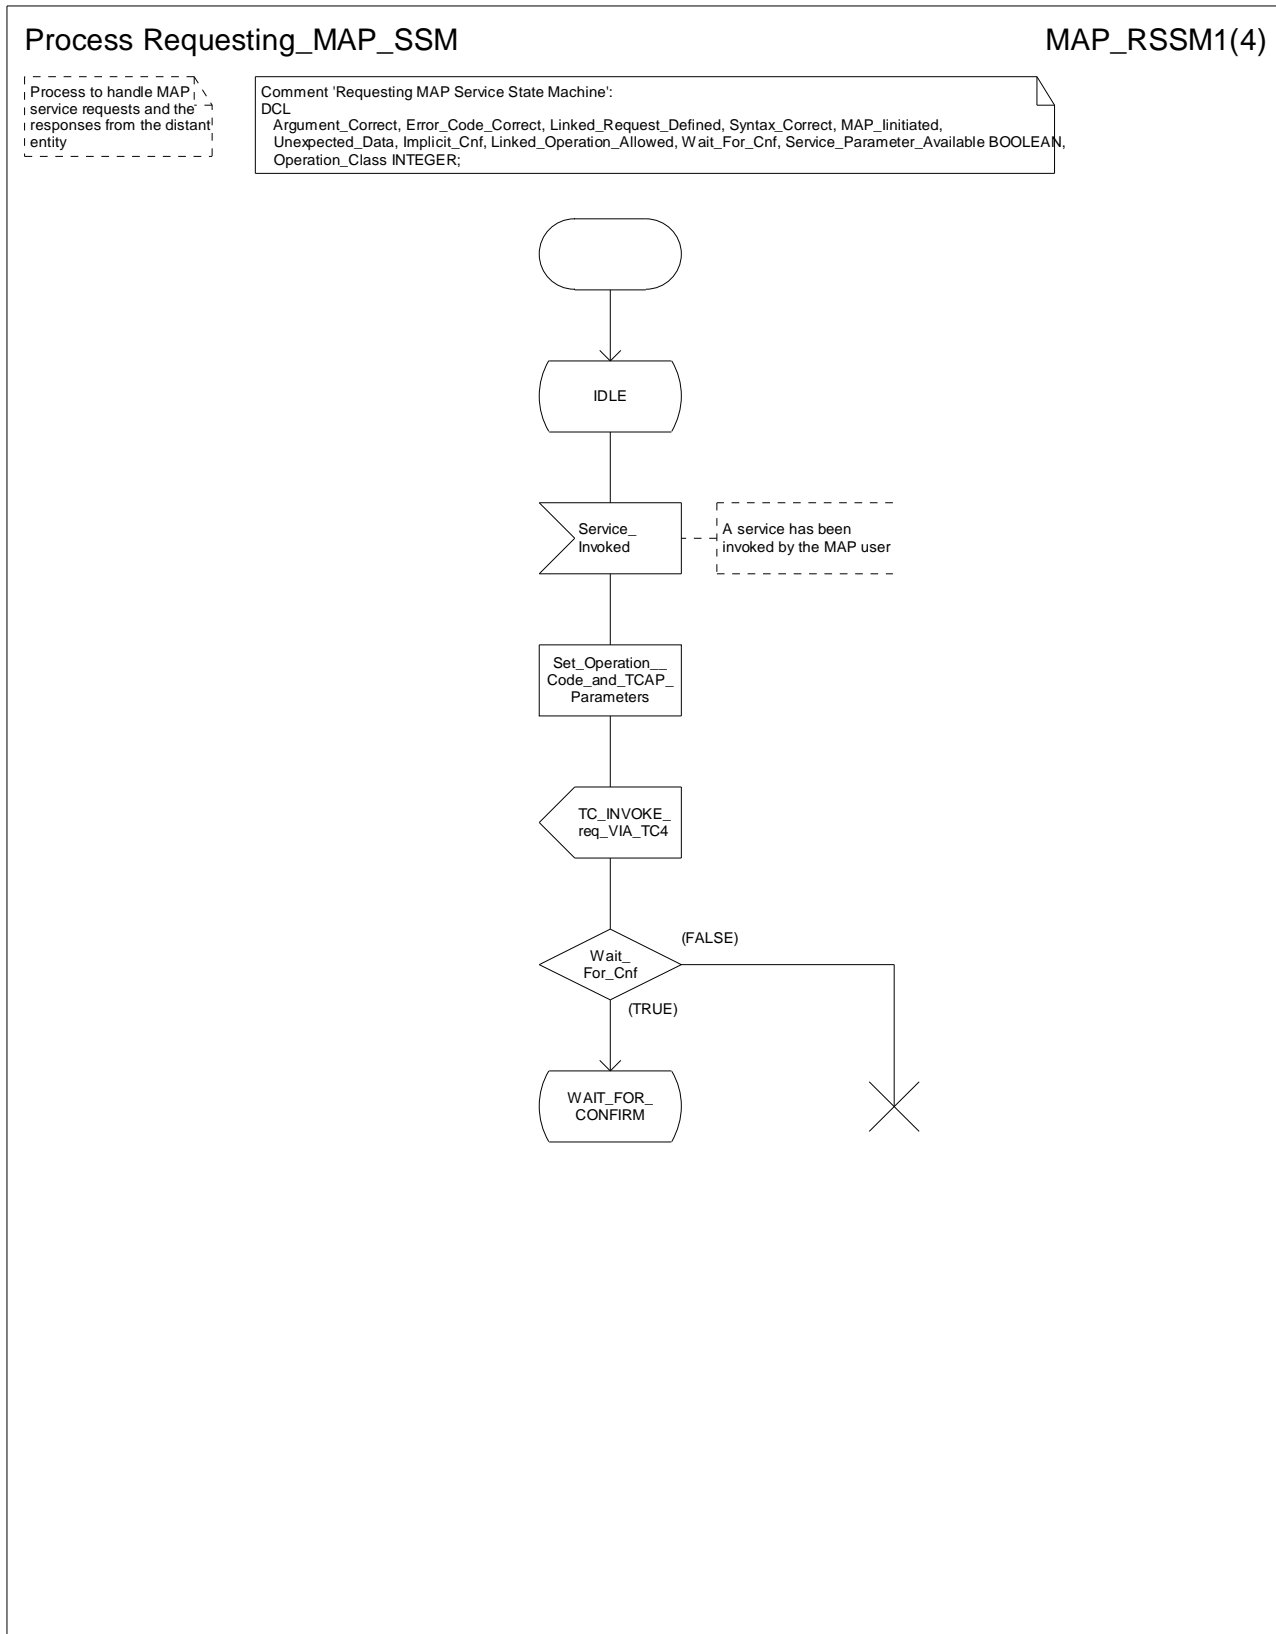 Process Requesting_MAP_SSM
MAP_RSSM1(4)
Process to handle MAP
service requests and the
responses from the distant
entity
Comment 'Requesting MAP Service State Machine':
DCL
Argument_Correct, Error_Code_Correct, Linked_Request_Defined, Syntax_Correct, MAP_Iinitiated,
Unexpected_Data, Implicit_Cnf, Linked_Operation_Allowed, Wait_For_Cnf, Service_Parameter_Available BOOLEAN,
Operation_Class INTEGER;
IDLE
Service_
Invoked
A service has been
invoked by the MAP user
Set_Operation__
Code_and_TCAP_
Parameters
TC_INVOKE_
req_VIA_TC4
Wait_
For_Cnf
(FALSE)
(TRUE)
WAIT_FOR_
CONFIRM